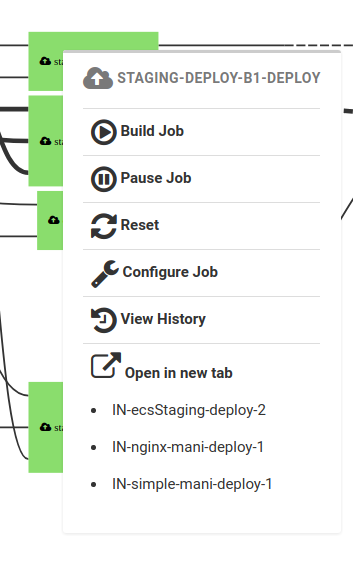 sta
STAGING-DEPLOY-B1-DEPLOY
Build Job
sta
Pause Job
Reset
Configure Job
View History
Open in new tab
IN-ecsStaging-deploy-2
sta
IN-nginx-mani-deploy-1
IN-simple-mani-deploy-1